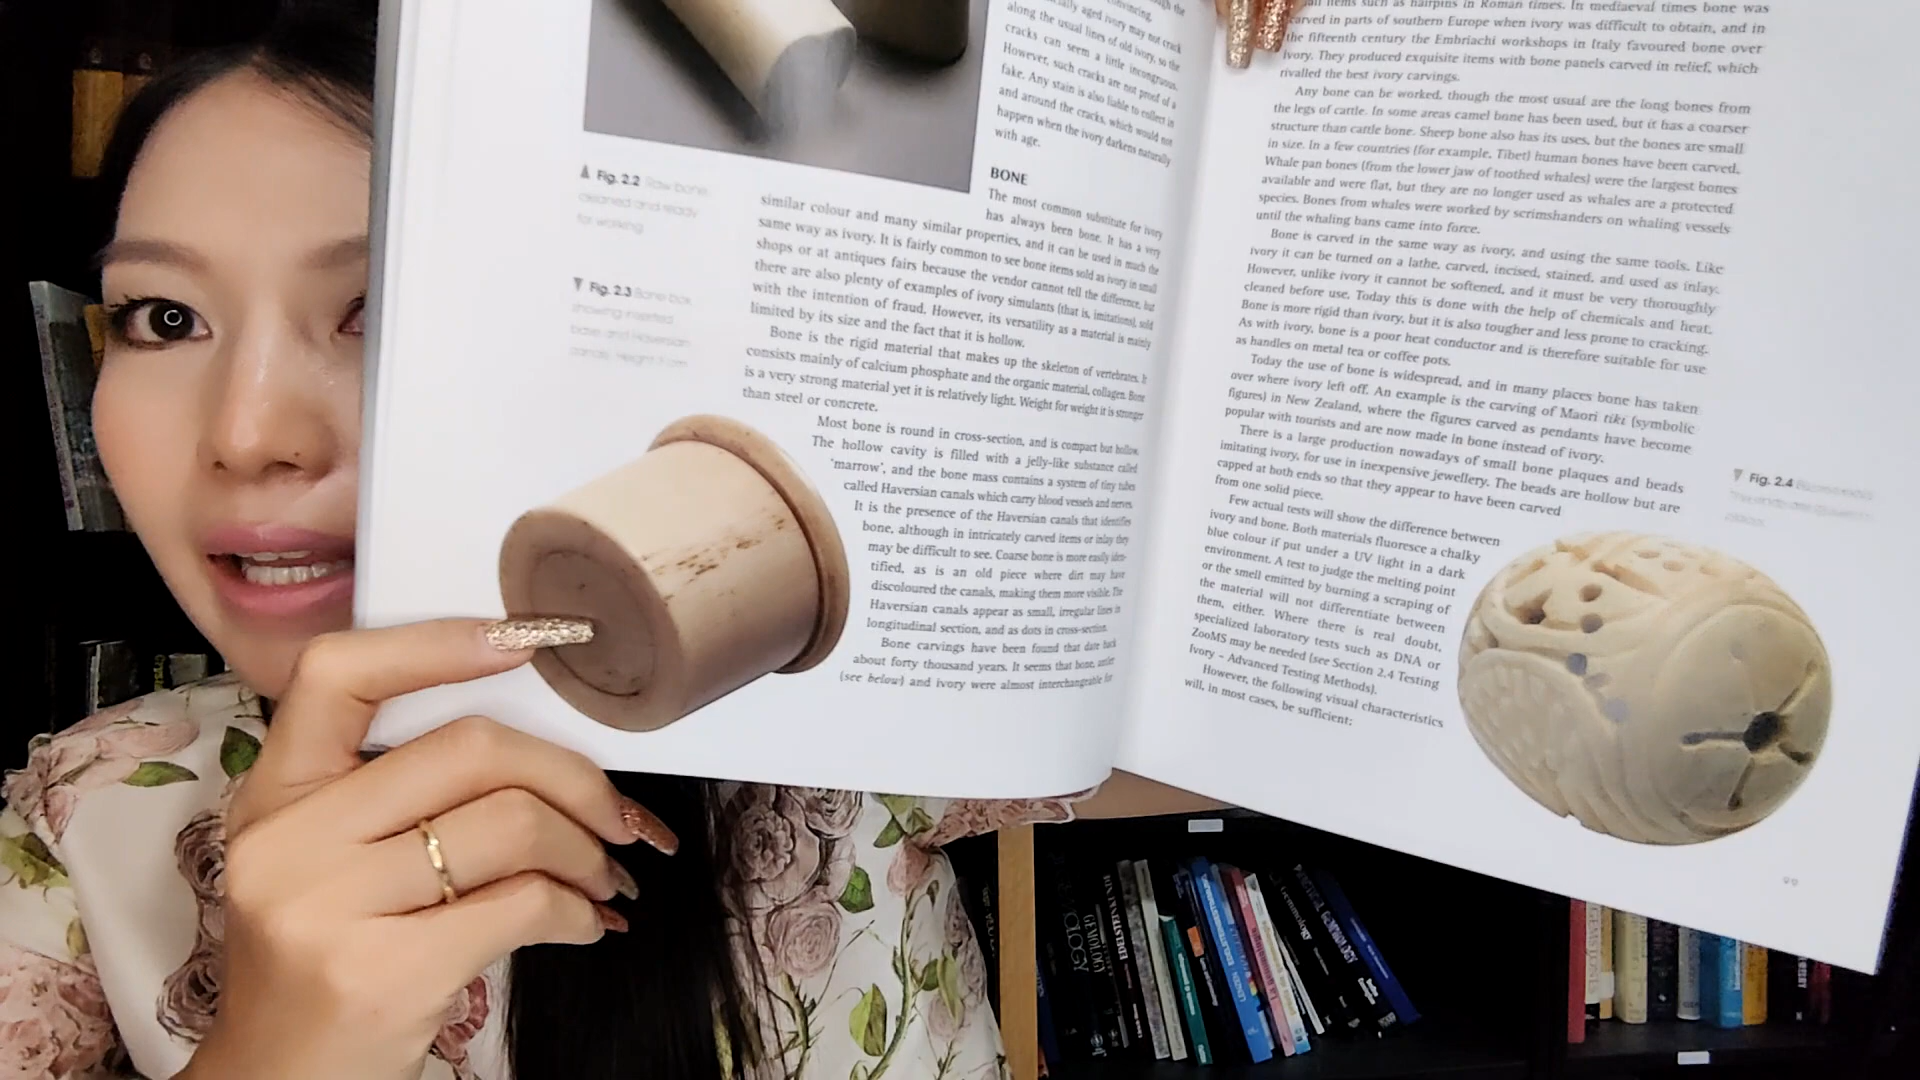 ally aged ivory may not crack
along the usual lines of old ivory, so the
cracks can seem a little incongruous.
However, such cracks are not proof of a
fake. Any stain is also liable to collect in
and around the cracks, which would not
happen when the ivory darkens naturally
with age.
▲ Fig. 2.2 Raw bone,
cleaned and ready
for working.
BONE
The most common substitute for ivory
has always been bone. It has a very
similar colour and many similar properties, and it can be used in much the
same way as ivory. It is fairly common to see bone items sold as ivory in small
shops or at antiques fairs because the vendor cannot tell the difference, but
there are also plenty of examples of ivory simulants (that is, imitations), sold
with the intention of fraud. However, its versatility as a material is mainly
limited by its size and the fact that it is hollow.
▼ Fig. 2.3 Bone box
showing inserted
base and Haversian
canals. Height
Bone is the rigid material that makes up the skeleton of vertebrates. It
consists mainly of calcium phosphate and the organic material, collagen. Bone
is a very strong material yet it is relatively light. Weight for weight it is stronger
than steel or concrete.
Most bone is round in cross-section, and is compact but hollow.
The hollow cavity is filled with a jelly-like substance called
'marrow', and the bone mass contains a system of tiny tubes
called Haversian canals which carry blood vessels and nerves.
It is the presence of the Haversian canals that identifies
bone, although in intricately carved items or inlay they
may be difficult to see. Coarse bone is more easily iden-
tified, as is an old piece where dirt may have
discoloured the canals, making them more visible. The
Haversian canals appear as small, irregular lines in
longitudinal section, and as dots in cross-section.
Bone carvings have been found that date back
about forty thousand years. It seems that bone, antler
(see below) and ivory were almost interchangeable for
items such as hairpins in Roman times. In mediaeval times bone was
carved in parts of southern Europe when ivory was difficult to obtain, and in
the fifteenth century the Embriachi workshops in Italy favoured bone over
ivory. They produced exquisite items with bone panels carved in relief, which
rivalled the best ivory carvings.
Any bone can be worked, though the most usual are the long bones from
the legs of cattle. In some areas camel bone has been used, but it has a coarser
structure than cattle bone. Sheep bone also has its uses, but the bones are small
in size. In a few countries (for example, Tibet) human bones have been carved.
Whale pan bones (from the lower jaw of toothed whales) were the largest bones
available and were flat, but they are no longer used as whales are a protected
species. Bones from whales were worked by scrimshanders on whaling vessels
until the whaling bans came into force.
Bone is carved in the same way as ivory, and using the same tools. Like
ivory it can be turned on a lathe, carved, incised, stained, and used as inlay.
However, unlike ivory it cannot be softened, and it must be very thoroughly
cleaned before use. Today this is done with the help of chemicals and heat.
Bone is more rigid than ivory, but it is also tougher and less prone to cracking.
As with ivory, bone is a poor heat conductor and is therefore suitable for use
as handles on metal tea or coffee pots.
Today the use of bone is widespread, and in many places bone has taken
over where ivory left off. An example is the carving of Maori tiki (symbolic
figures) in New Zealand, where the figures carved as pendants have become
popular with tourists and are now made in bone instead of ivory.
There is a large production nowadays of small bone plaques and beads
imitating ivory, for use in inexpensive jewellery. The beads are hollow but are
capped at both ends so that they appear to have been carved
from one solid piece.
▼ Fig. 2.4
Few actual tests will show the difference between
ivory and bone. Both materials fluoresce a chalky
blue colour if put under a UV light in a dark
environment. A test to judge the melting point
or the smell emitted by burning a scraping of
the material will not differentiate between
them, either. Where there is real doubt,
specialized laboratory tests such as DNA or
ZooMS may be needed (see Section 2.4 Testing
Ivory – Advanced Testing Methods).
However, the following visual characteristics
will, in most cases, be sufficient:
GEMOLOGY
Gemmology